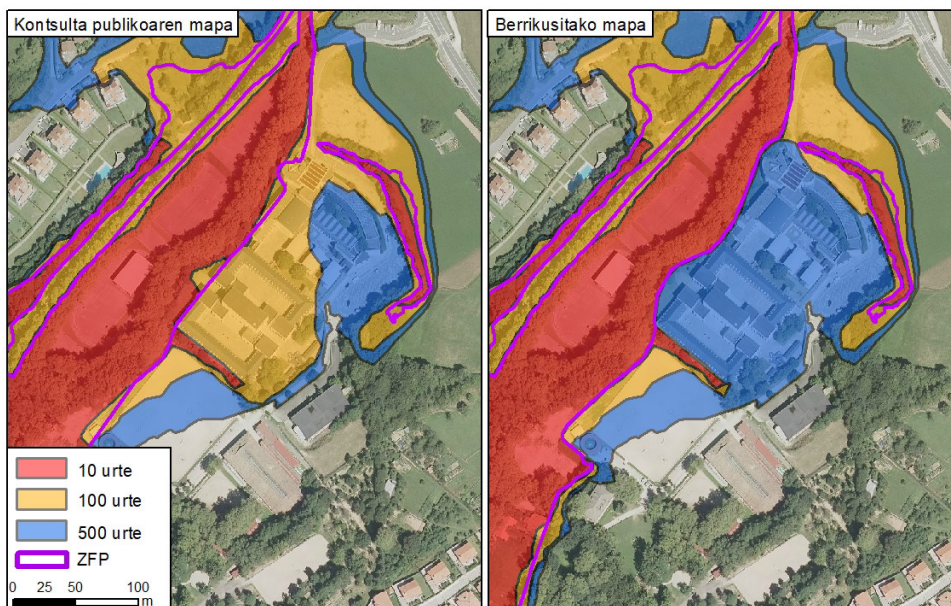 Kontsulta publikoaren mapa
Berrikusitako mapa
10 urte
100 urte
500 urte
ZFP
0 25 50 100
m